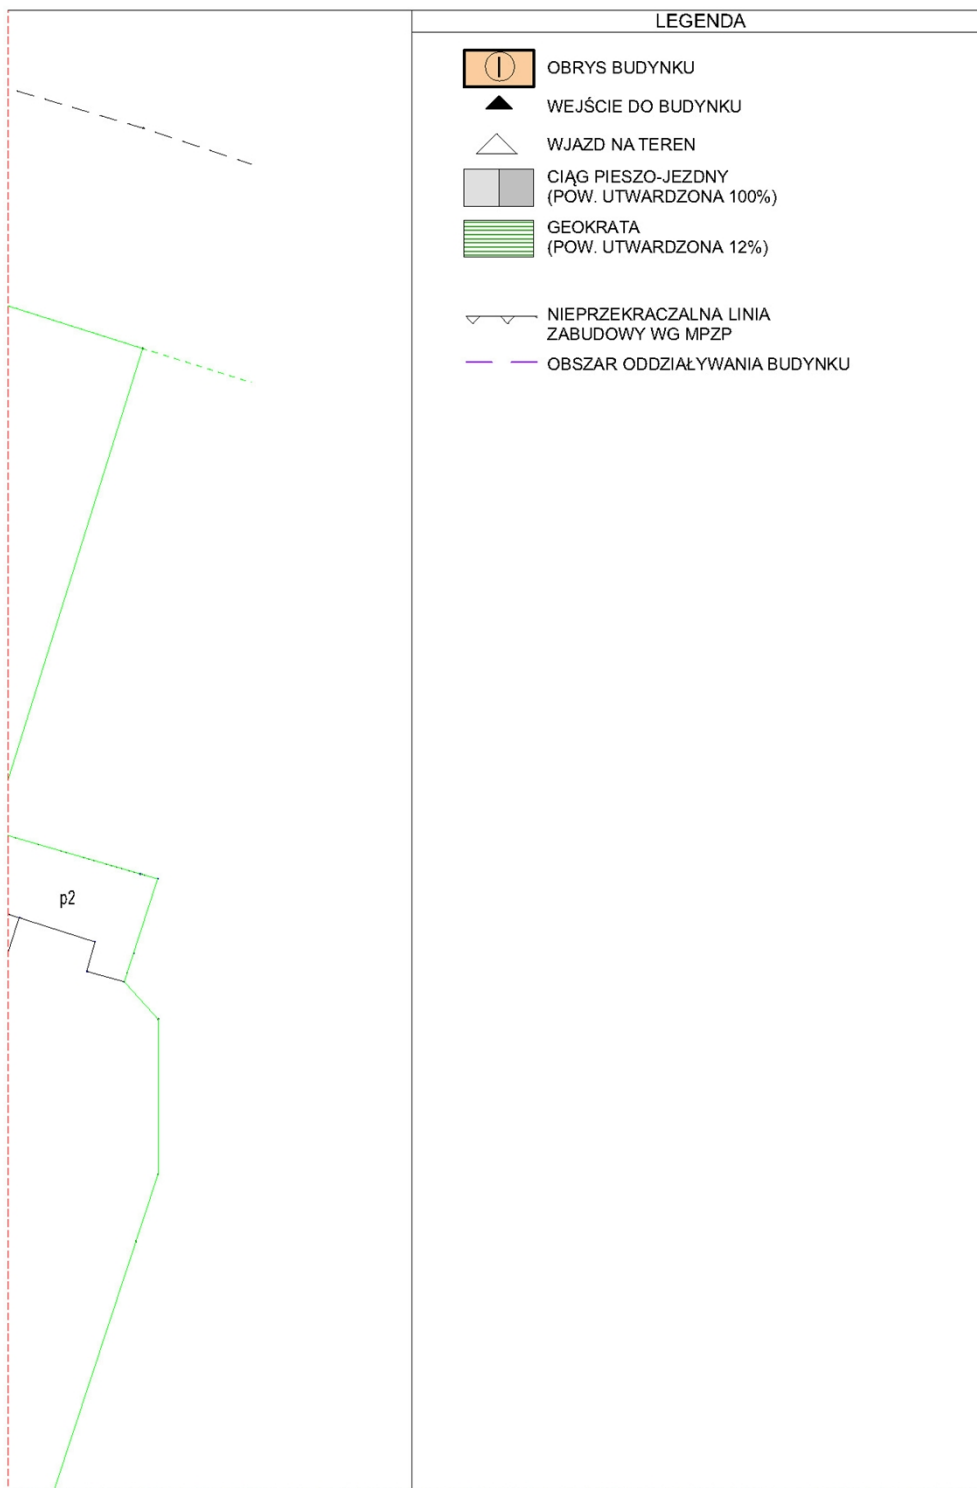 LEGENDA
OBRYS BUDYNKU
WEJŚCIE DO BUDYNKU
WJAZD NA TEREN
CIĄG PIESZO-JEZDNY
(POW. UTWARDZONA 100%)
GEOKRATA
(POW. UTWARDZONA 12%)
NIEPRZEKRACZALNA LINIA
ZABUDOWY WG MPZP
OBSZAR ODDZIAŁYWANIA BUDYNKU
p2